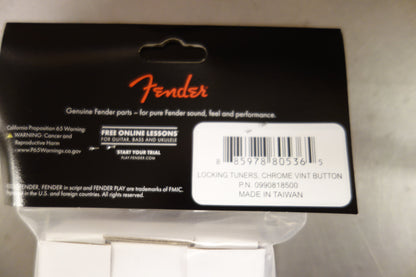 Fender
Genuine Fender parts – for pure Fender sound, feel and performance.
California Proposition 65 Warning
WARNING: Cancer and
Reproductive Harm
www.P65Warnings.ca.gov
FREE ONLINE LESSONS
FOR GUITAR, BASS AND UKULELE
START YOUR TRIAL
PLAY.FENDER.COM
8 85978 80536 5
LOCKING TUNERS, CHROME VINT BUTTON
P.N. 0990818500
MADE IN TAIWAN
FENDER, FENDER in script and FENDER PLAY are trademarks of FMIC.
in the U.S. and foreign countries. All rights reserved.